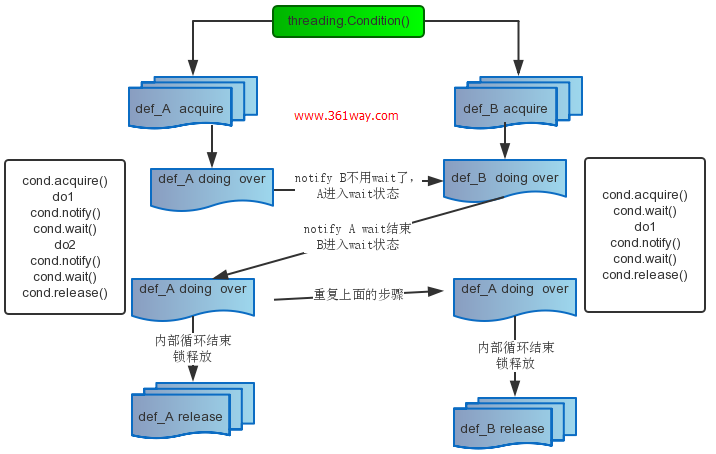 threading.Condition()
def_A acquire
def_B acquire
www.361way.com
def_A doing over
notify B不用wait了,
A进入wait状态
def_B doing over
cond.acquire()
do1
cond.notify()
cond.wait()
do2
cond.notify()
cond.wait()
cond.release()
cond.acquire()
cond.wait()
do1
cond.notify()
cond.wait()
cond.release()
notify A wait结束
B进入wait状态
def_A doing over
重复上面的步骤
def_A doing over
内部循环结束
锁释放
内部循环结束
锁释放
def_A release
def_B release